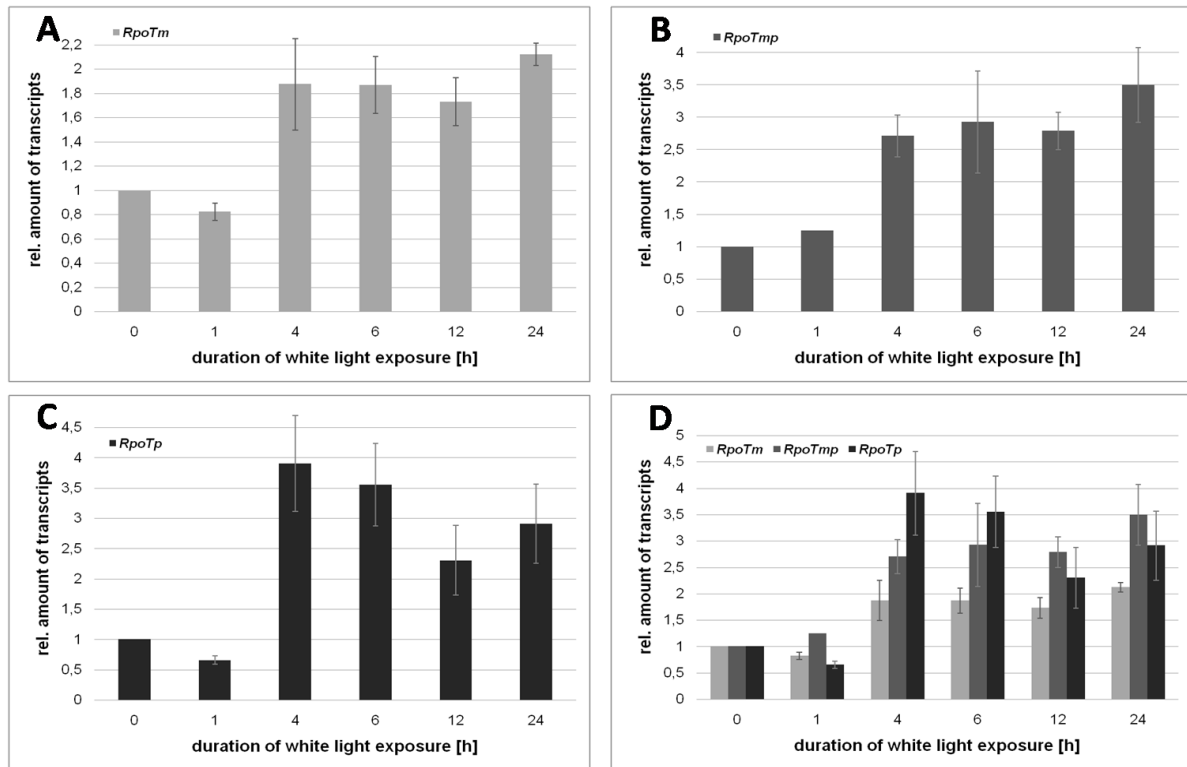 A
RpoTm
2,2
2
1,8
1,6
1,4
1,2
1
0,8
0,6
0,4
0,2
0
rel. amount of transcripts
0 1 4 6 12 24
duration of white light exposure [h]
B
RpoTmp
4
3,5
3
2,5
2
1,5
1
0,5
0
rel. amount of transcripts
0 1 4 6 12 24
duration of white light exposure [h]
C
RpoTp
4,5
4
3,5
3
2,5
2
1,5
1
0,5
0
rel. amount of transcripts
0 1 4 6 12 24
duration of white light exposure [h]
D
RpoTm RpoTmp RpoTp
5
4,5
4
3,5
3
2,5
2
1,5
1
0,5
0
rel. amount of transcripts
0 1 4 6 12 24
duration of white light exposure [h]